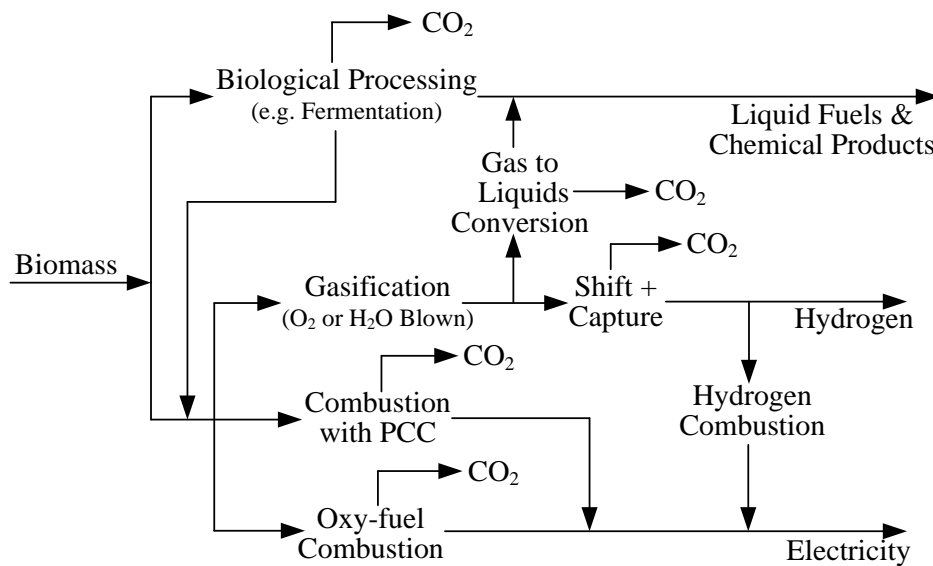 CO₂
Biological Processing
(e.g. Fermentation)
Liquid Fuels &
Chemical Products
Gas to
Liquids
Conversion
CO₂
Biomass
Gasification
(O₂ or H₂O Blown)
Shift +
Capture
CO₂
Hydrogen
CO₂
Combustion
with PCC
Hydrogen
Combustion
CO₂
Oxy-fuel
Combustion
Electricity